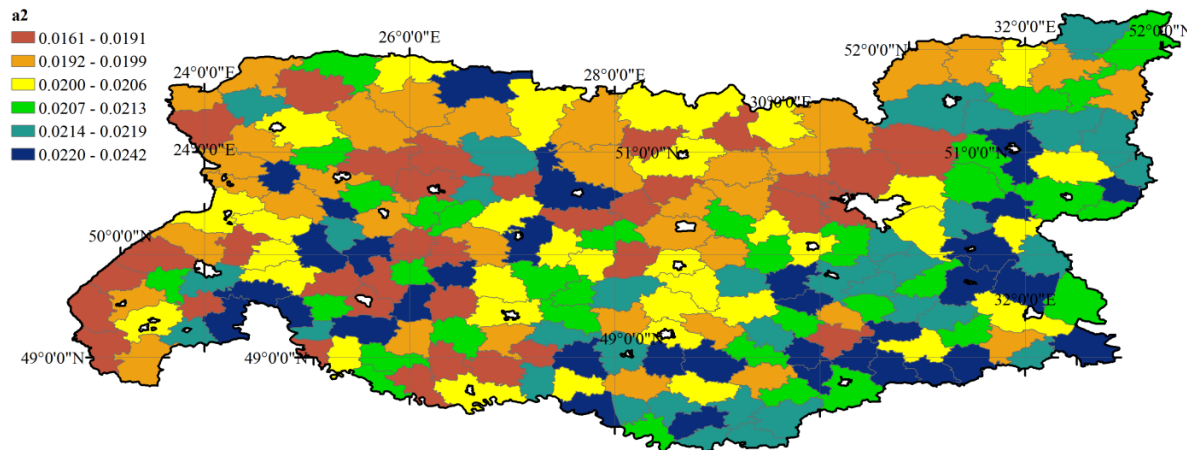 a2
0.0161 - 0.0191
0.0192 - 0.0199
0.0200 - 0.0206
0.0207 - 0.0213
0.0214 - 0.0219
0.0220 - 0.0242
32°0'0"E
52°0'0"N
26°0'0"E
52°0'0"N
24°0'0"E
28°0'0"E
30°0'0"E
24°0'0"E
51°0'0"N
51°0'0"N
50°0'0"N
32°0'0"E
49°0'0"N
49°0'0"N
49°0'0"N